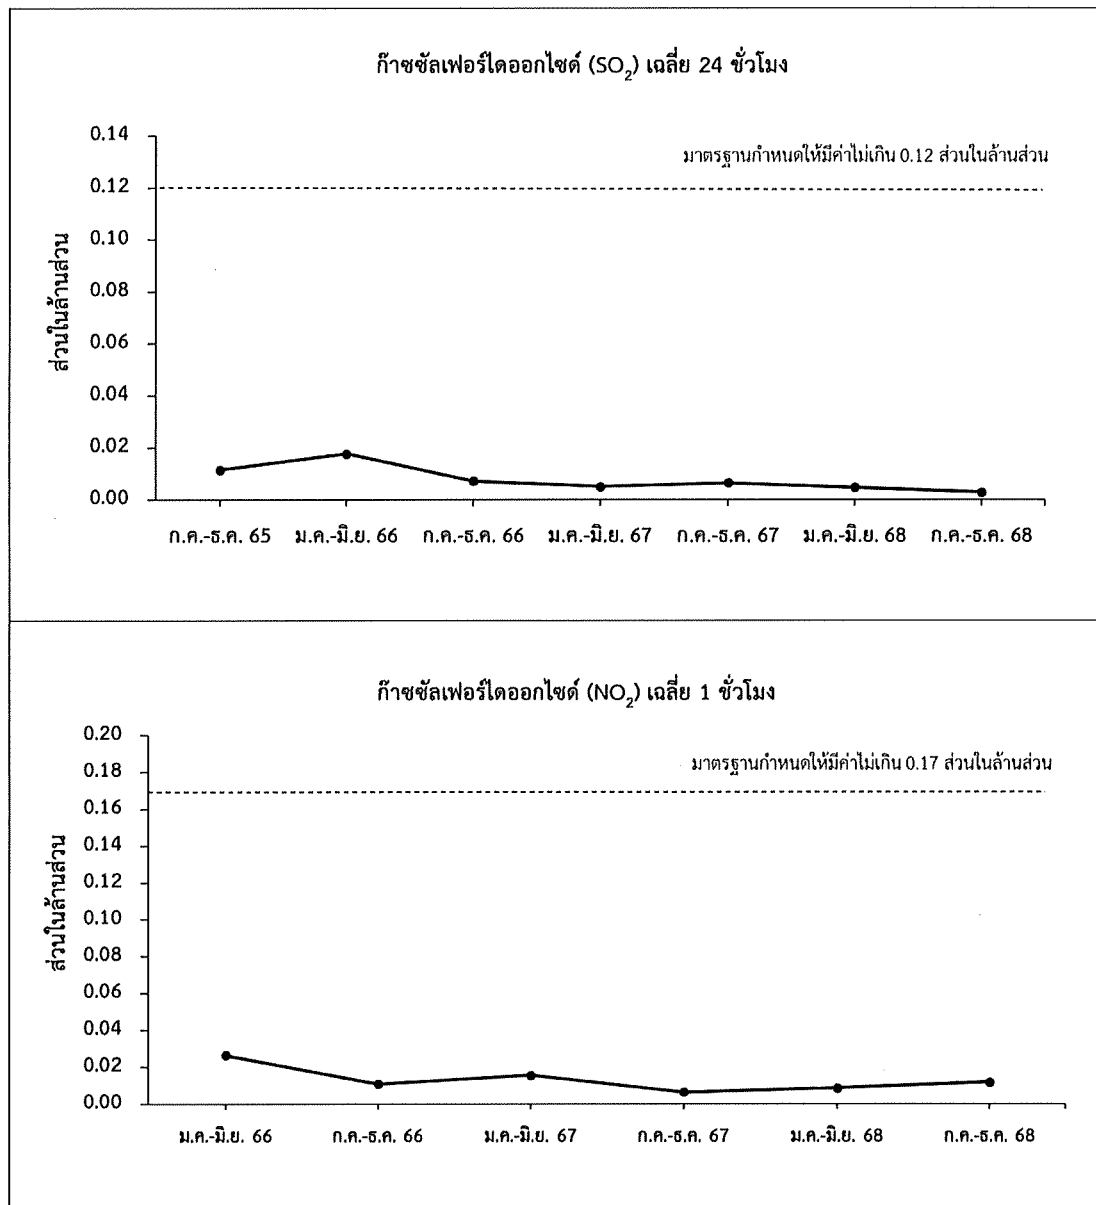 ก๊าซซัลเฟอร์ไดออกไซด์ (SO₂) เฉลี่ย 24 ชั่วโมง
มาตรฐานกำหนดให้มีค่าไม่เกิน 0.12 ส่วนในล้านส่วน
ส่วนในล้านส่วน
0.14
0.12
0.10
0.08
0.06
0.04
0.02
0.00
ก.ค.-ธ.ค. 65 ม.ค.-มิ.ย. 66 ก.ค.-ธ.ค. 66 ม.ค.-มิ.ย. 67 ก.ค.-ธ.ค. 67 ม.ค.-มิ.ย. 68 ก.ค.-ธ.ค. 68
ก๊าซซัลเฟอร์ไดออกไซด์ (NO₂) เฉลี่ย 1 ชั่วโมง
มาตรฐานกำหนดให้มีค่าไม่เกิน 0.17 ส่วนในล้านส่วน
ส่วนในล้านส่วน
0.20
0.18
0.16
0.14
0.12
0.10
0.08
0.06
0.04
0.02
0.00
ม.ค.-มิ.ย. 66 ก.ค-ธ.ค. 66 ม.ค.-มิ.ย. 67 ก.ค-ธ.ค. 67 ม.ค.-มิ.ย. 68 ก.ค-ธ.ค. 68